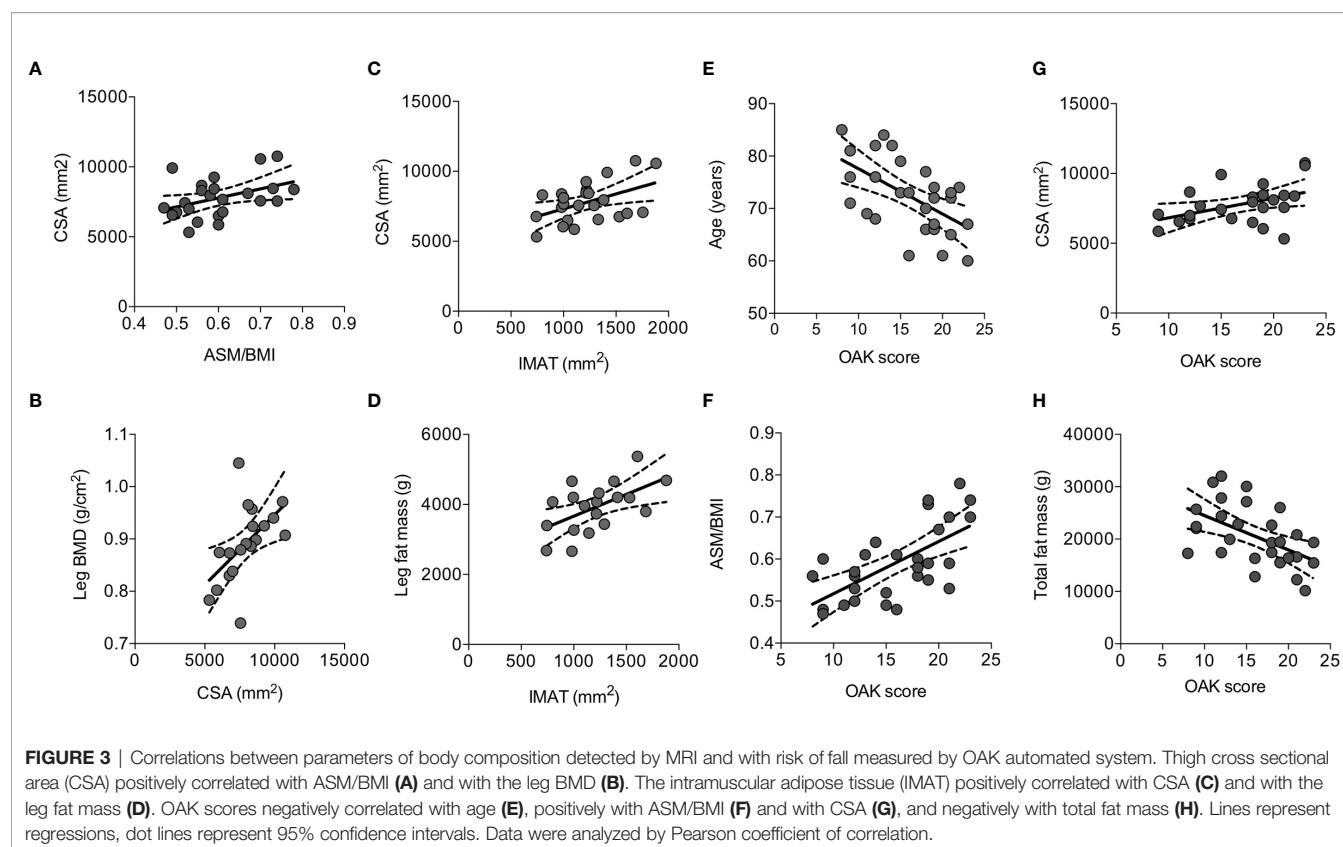 A
C
E
G
15000
10000
5000
0
CSA (mm2)
0.4 0.5 0.6 0.7 0.8 0.9
ASM/BMI
15000
10000
5000
0
CSA (mm²)
0 500 1000 1500 2000
IMAT (mm²)
90
80
70
60
50
Age (years)
0 5 10 15 20 25
OAK score
15000
10000
5000
0
CSA (mm²)
5 10 15 20 25
OAK score
B
D
F
H
1.1
1.0
0.9
0.8
0.7
Leg BMD (g/cm²)
0 5000 10000 15000
CSA (mm²)
6000
4000
2000
0
Leg fat mass (g)
0 500 1000 1500 2000
IMAT (mm²)
0.9
0.8
0.7
0.6
0.5
0.4
ASM/BMI
5 10 15 20 25
OAK score
40000
30000
20000
10000
0
Total fat mass (g)
0 5 10 15 20 25
OAK score
FIGURE 3 | Correlations between parameters of body composition detected by MRI and with risk of fall measured by OAK automated system. Thigh cross sectional
area (CSA) positively correlated with ASM/BMI (A) and with the leg BMD (B). The intramuscular adipose tissue (IMAT) positively correlated with CSA (C) and with the
leg fat mass (D). OAK scores negatively correlated with age (E), positively with ASM/BMI (F) and with CSA (G), and negatively with total fat mass (H). Lines represent
regressions, dot lines represent 95% confidence intervals. Data were analyzed by Pearson coefficient of correlation.